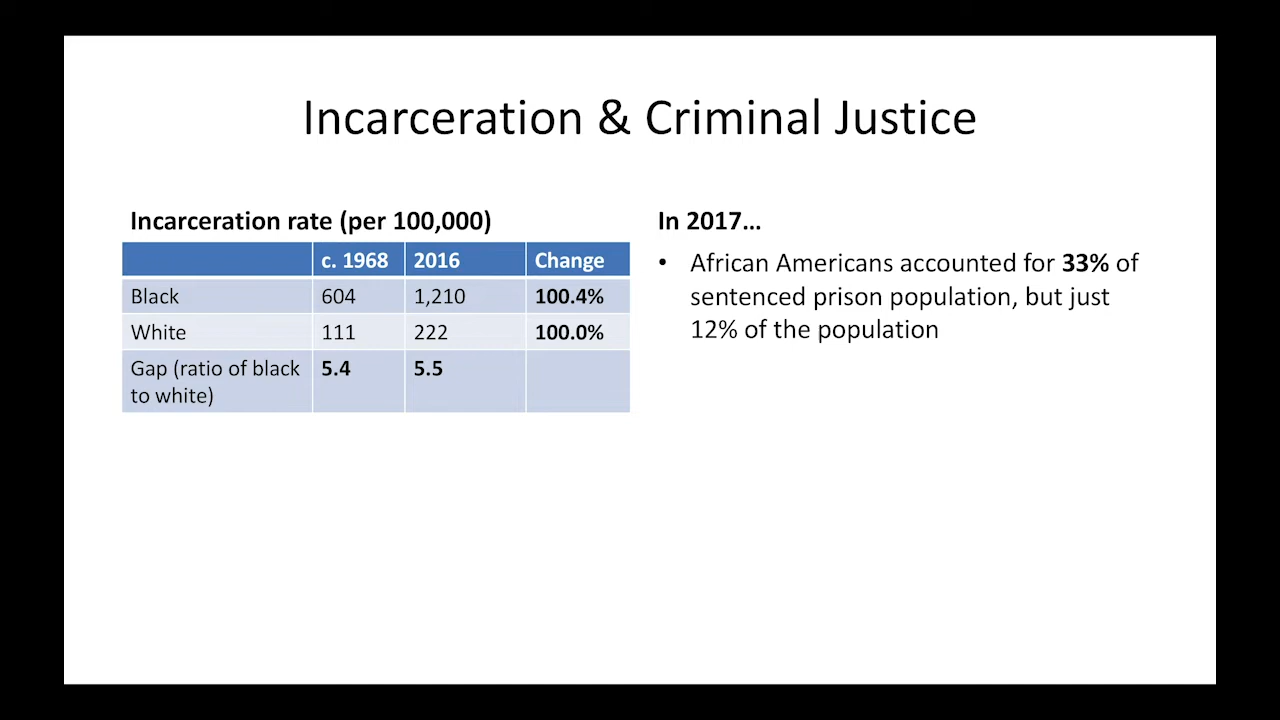 Incarceration & Criminal Justice
Incarceration rate (per 100,000)
c. 1968 2016 Change
Black 604 1,210 100.4%
White 111 222 100.0%
Gap (ratio of black 5.4 5.5
to white)
In 2017…
• African Americans accounted for 33% of
sentenced prison population, but just
12% of the population